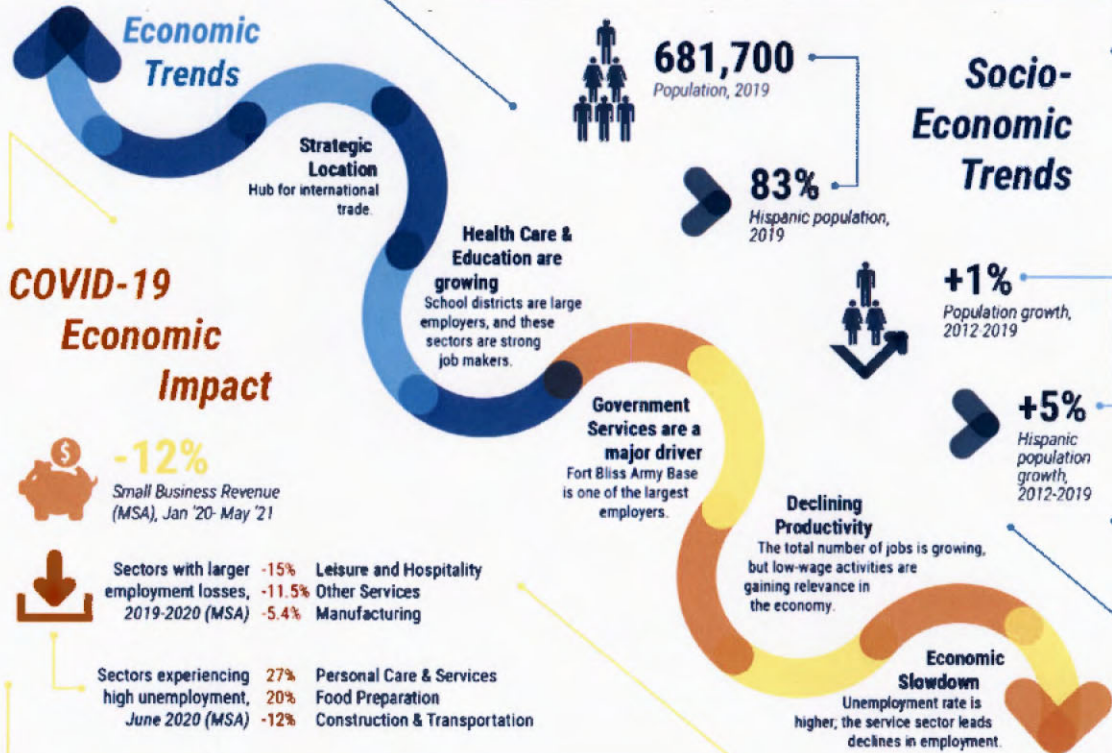 Economic
Trends
Strategic
Location
Hub for international
trade.
Health Care &
Education are
growing
School districts are large
employers, and these
sectors are strong
job makers.
Government
Services are a
major driver
Fort Bliss Army Base
is one of the largest
employers.
Declining
Productivity
The total number of jobs is growing,
but low-wage activities are
gaining relevance in
the economy.
Economic
Slowdown
Unemployment rate is
higher; the service sector leads
declines in employment.
681,700
Population, 2019
83%
Hispanic population,
2019
Socio-
Economic
Trends
+1%
Population growth,
2012-2019
+5%
Hispanic
population
growth,
2012-2019
COVID-19
Economic
Impact
$
-12%
Small Business Revenue
(MSA), Jan '20- May '21
Sectors with larger -15% Leisure and Hospitality
employment losses, -11.5% Other Services
2019-2020 (MSA) -5.4% Manufacturing
Sectors experiencing 27% Personal Care & Services
high unemployment, 20% Food Preparation
June 2020 (MSA) -12% Construction & Transportation